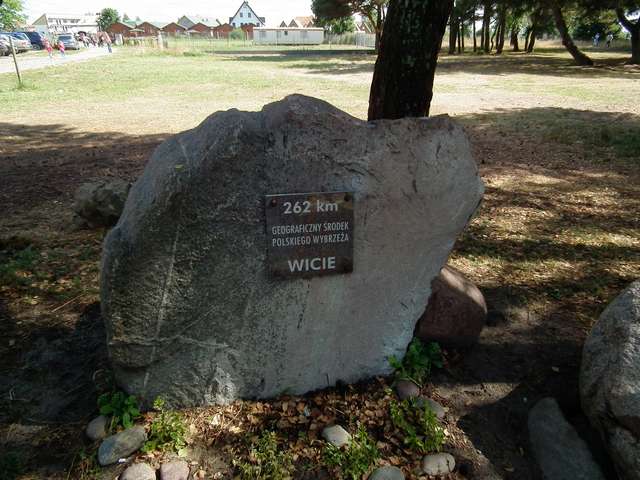 262 km
GEOGRAFICZNY ŚRODEK
POLSKIEGO WYBRZEŻA
WICIE